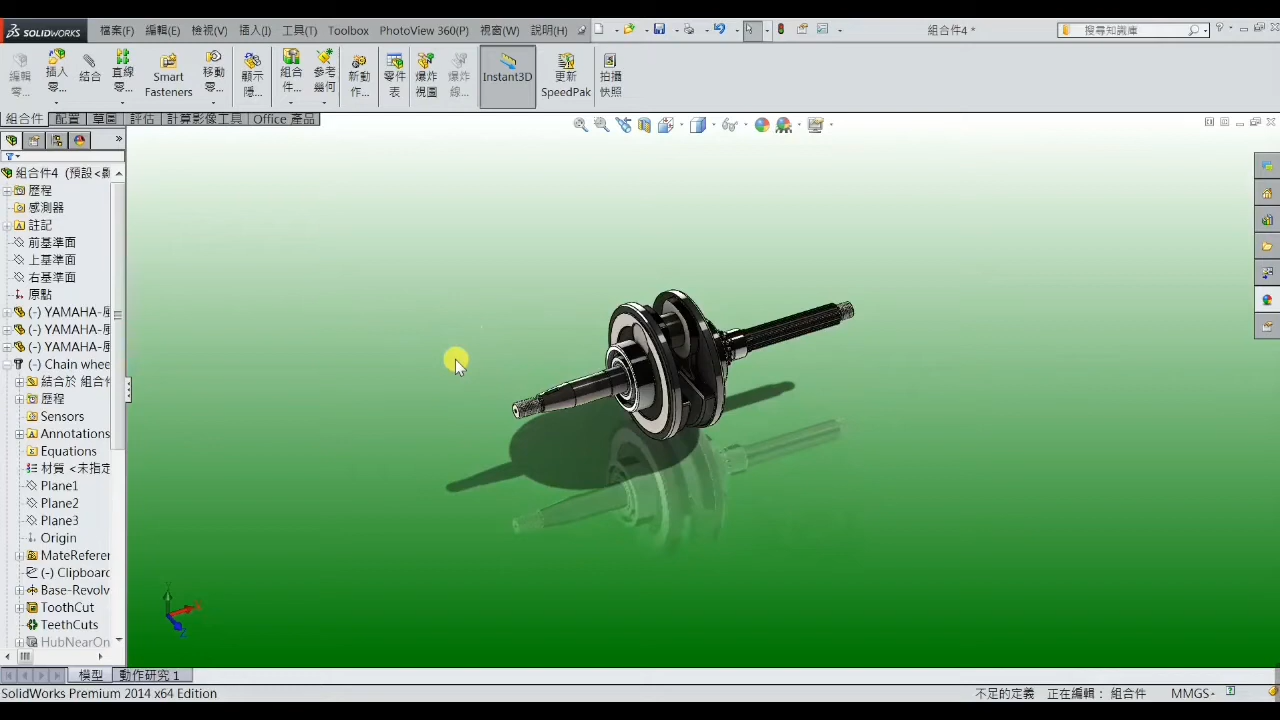 SOLIDWORKS 檔案(F) 編輯(E) 檢視(V) 插入(I) 工具(T) Toolbox PhotoView 360(P) 視窗(W) 說明(H) 組合件4 * 搜尋知識庫
編輯零... 插入零... 結合 直線零... Smart Fasteners 移動零... 顯示隱... 組合件... 參考幾何 新動作... 零件表 爆炸視圖 爆炸線... Instant3D 更新 SpeedPak 拍攝快照
組合件 配置 草圖 評估 計算影像工具 Office 產品
組合件4 (預設<
歷程
感測器
註記
前基準面
上基準面
右基準面
原點
(-) YAMAHA-
(-) YAMAHA-
(-) YAMAHA-
(-) Chain whee
結合於 組合
歷程
Sensors
Annotations
Equations
材質 <未指定
Plane1
Plane2
Plane3
Origin
MateReferen
(-) Clipboard
Base-Revolv
ToothCut
TeethCuts
HubNearOn
模型 動作研究 1
SolidWorks Premium 2014 x64 Edition 不足的定義 正在編輯： 組合件 MMGS